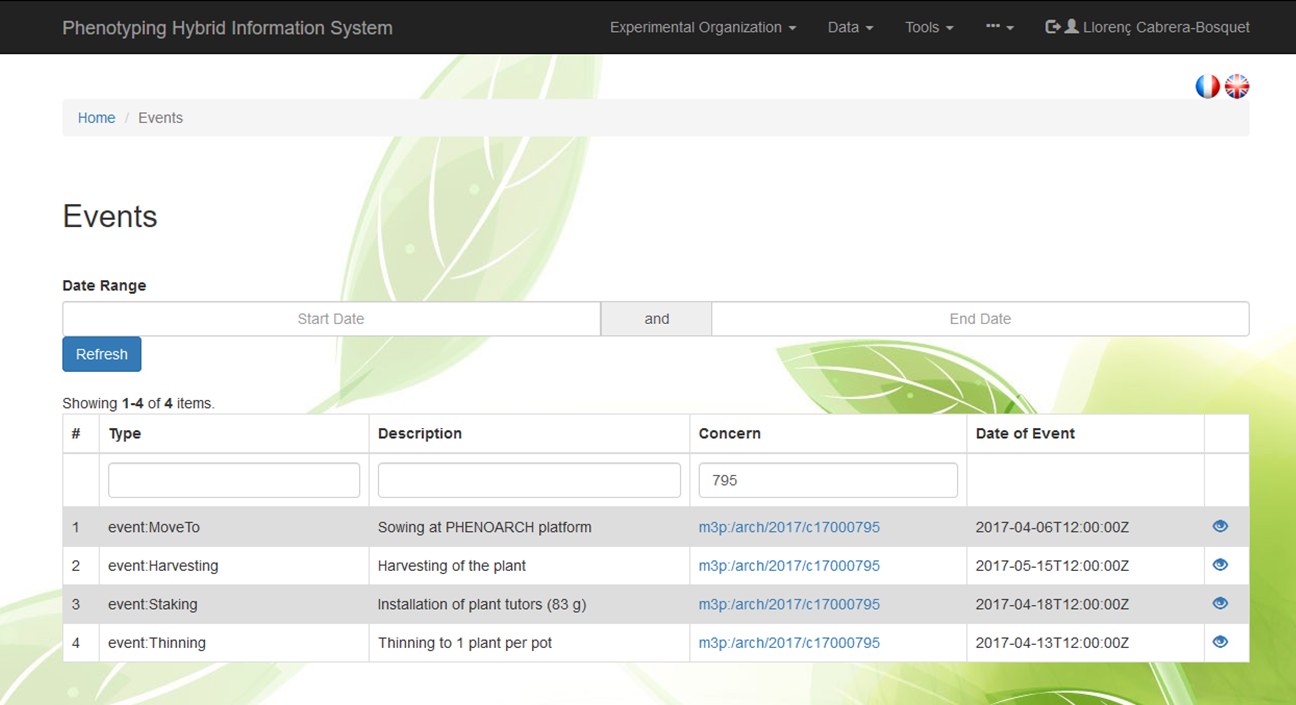 Phenotyping Hybrid Information System Experimental Organization Data Tools ••• Llorenç Cabrera-Bosquet
Home / Events
Events
Date Range
Start Date and End Date
Refresh
Showing 1-4 of 4 items.
# Type Description Concern Date of Event
795
1 event:MoveTo Sowing at PHENOARCH platform m3p:/arch/2017/c17000795 2017-04-06T12:00:00Z
2 event:Harvesting Harvesting of the plant m3p:/arch/2017/c17000795 2017-05-15T12:00:00Z
3 event:Staking Installation of plant tutors (83 g) m3p:/arch/2017/c17000795 2017-04-18T12:00:00Z
4 event:Thinning Thinning to 1 plant per pot m3p:/arch/2017/c17000795 2017-04-13T12:00:00Z